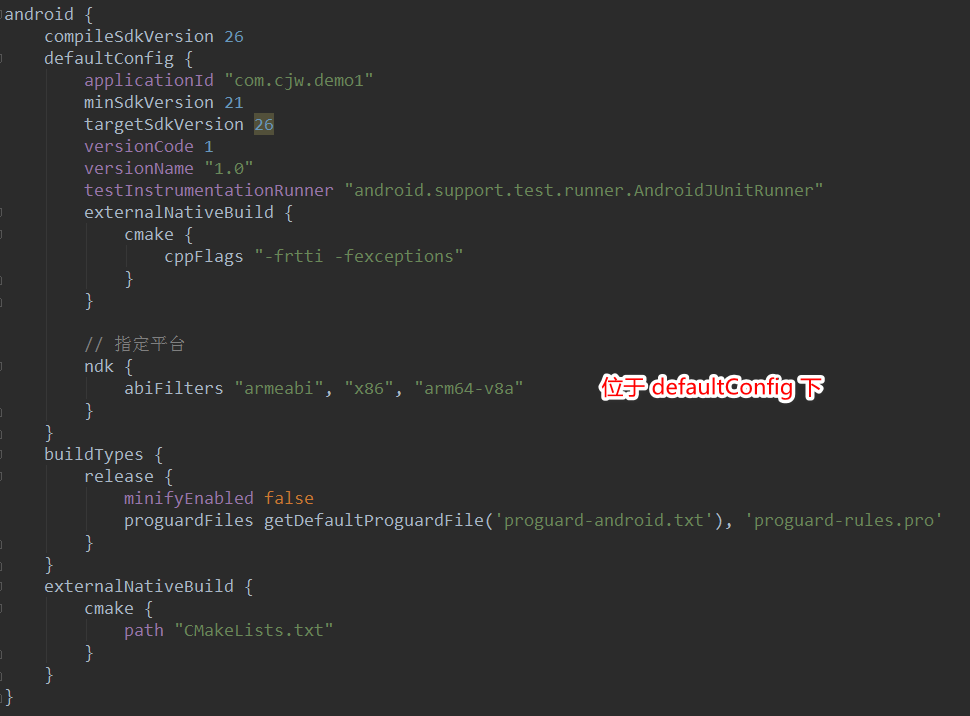 android {
compileSdkVersion 26
defaultConfig {
applicationId "com.cjw.demo1"
minSdkVersion 21
targetSdkVersion 26
versionCode 1
versionName "1.0"
testInstrumentationRunner "android.support.test.runner.AndroidJUnitRunner"
externalNativeBuild {
cmake {
cppFlags "-frtti -fexceptions"
}
}
// 指定平台
ndk {
abiFilters "armeabi", "x86", "arm64-v8a"
位于 defaultConfig 下
}
}
buildTypes {
release {
minifyEnabled false
proguardFiles getDefaultProguardFile('proguard-android.txt'), 'proguard-rules.pro'
}
}
externalNativeBuild {
cmake {
path "CMakeLists.txt"
}
}
}